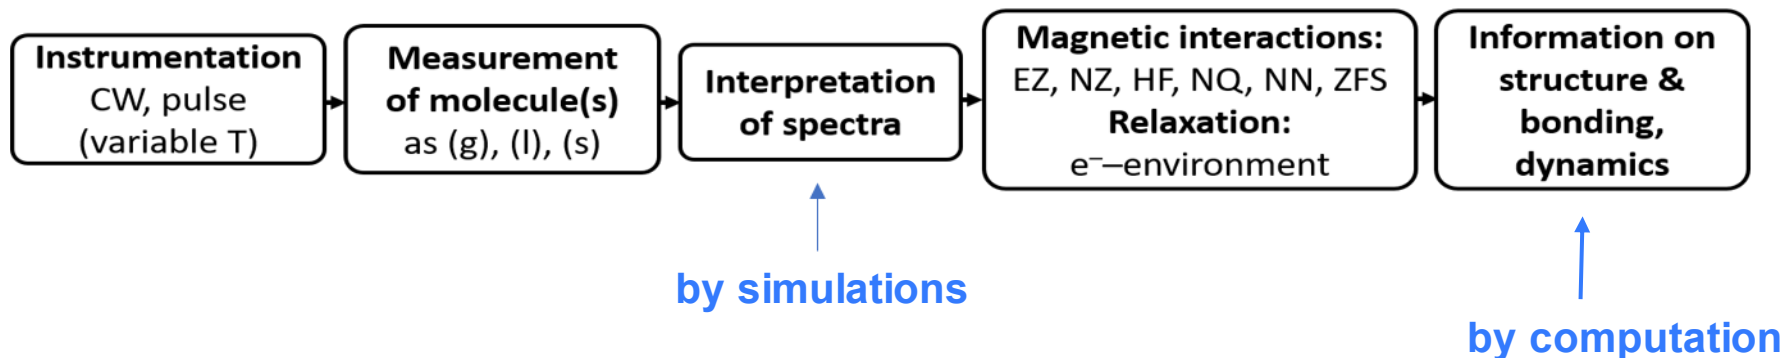 Instrumentation
CW, pulse
(variable T)
Measurement
of molecule(s)
as (g), (l), (s)
Interpretation
of spectra
Magnetic interactions:
EZ, NZ, HF, NQ, NN, ZFS
Relaxation:
e⁻–environment
Information on
structure &
bonding,
dynamics
by simulations
by computation